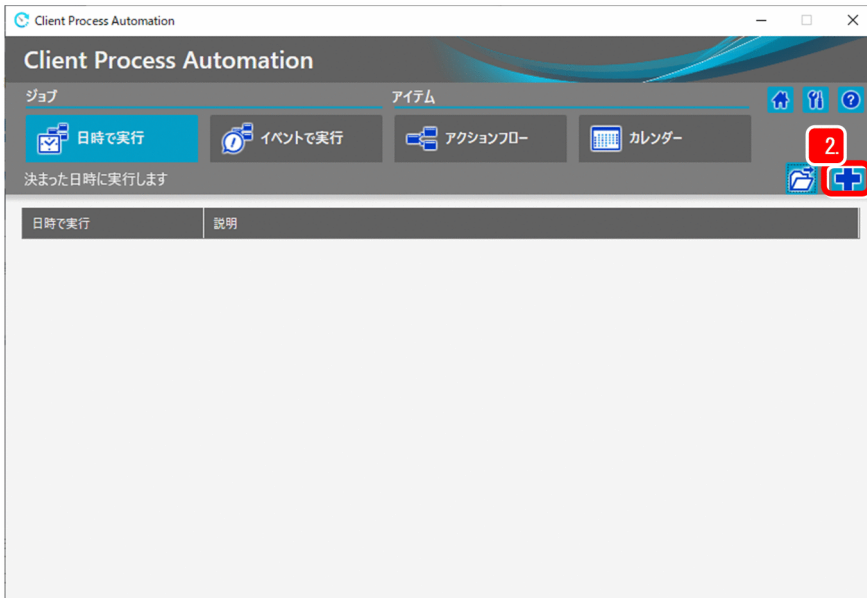 Client Process Automation
Client Process Automation
ジョブ
アイテム
日時で実行
イベントで実行
アクションフロー
カレンダー
2.
決まった日時に実行します
日時で実行
説明